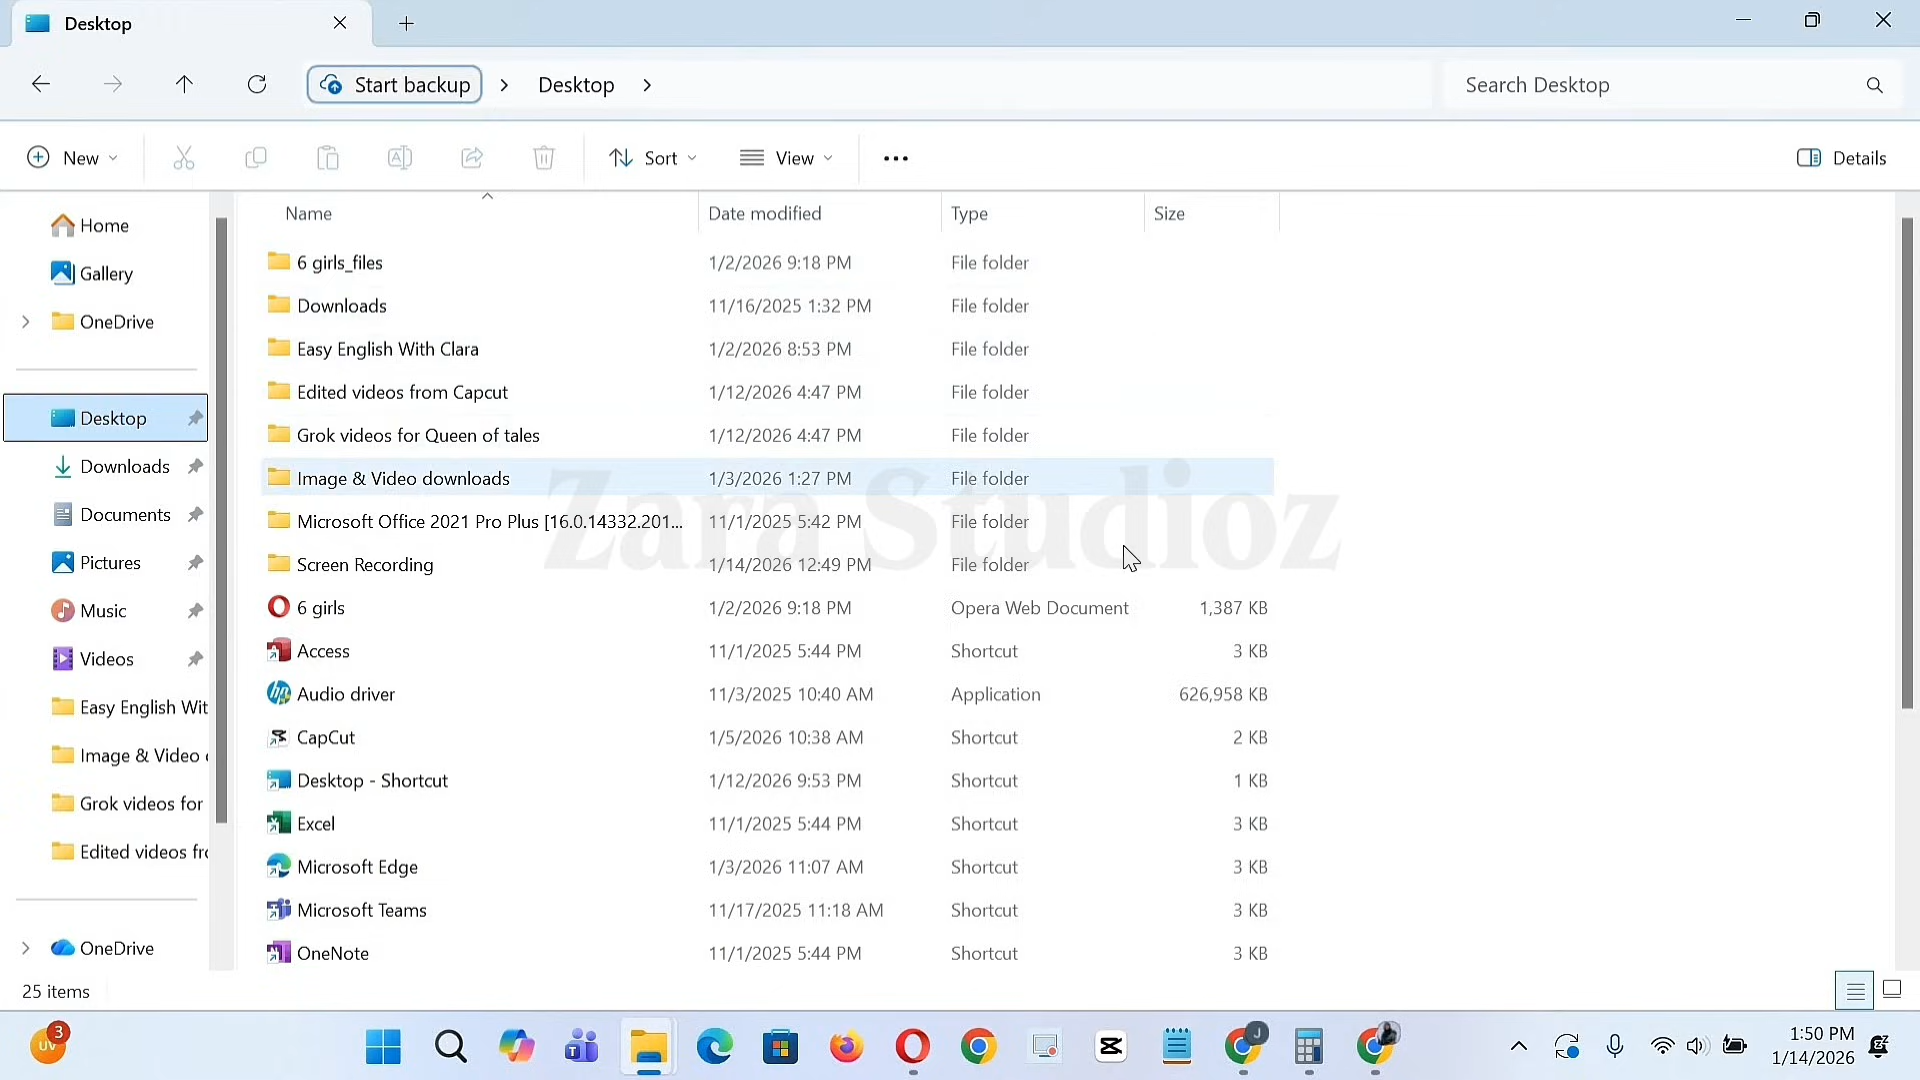 Desktop
Start backup > Desktop >
Search Desktop
New
Sort
View
Details
Home
Gallery
OneDrive
Desktop
Downloads
Documents
Pictures
Music
Videos
Easy English Wit
Image & Video
Grok videos for
Edited videos fr
OneDrive
Name Date modified Type Size
6 girls_files 1/2/2026 9:18 PM File folder
Downloads 11/16/2025 1:32 PM File folder
Easy English With Clara 1/2/2026 8:53 PM File folder
Edited videos from Capcut 1/12/2026 4:47 PM File folder
Grok videos for Queen of tales 1/12/2026 4:47 PM File folder
Image & Video downloads 1/3/2026 1:27 PM File folder
Microsoft Office 2021 Pro Plus [16.0.14332.201... 11/1/2025 5:42 PM File folder
Screen Recording 1/14/2026 12:49 PM File folder
6 girls 1/2/2026 9:18 PM Opera Web Document 1,387 KB
Access 11/1/2025 5:44 PM Shortcut 3 KB
Audio driver 11/3/2025 10:40 AM Application 626,958 KB
CapCut 1/5/2026 10:38 AM Shortcut 2 KB
Desktop - Shortcut 1/12/2026 9:53 PM Shortcut 1 KB
Excel 11/1/2025 5:44 PM Shortcut 3 KB
Microsoft Edge 1/3/2026 11:07 AM Shortcut 3 KB
Microsoft Teams 11/17/2025 11:18 AM Shortcut 3 KB
OneNote 11/1/2025 5:44 PM Shortcut 3 KB
Zara Studioz
25 items
UV 3
J
1:50 PM
1/14/2026